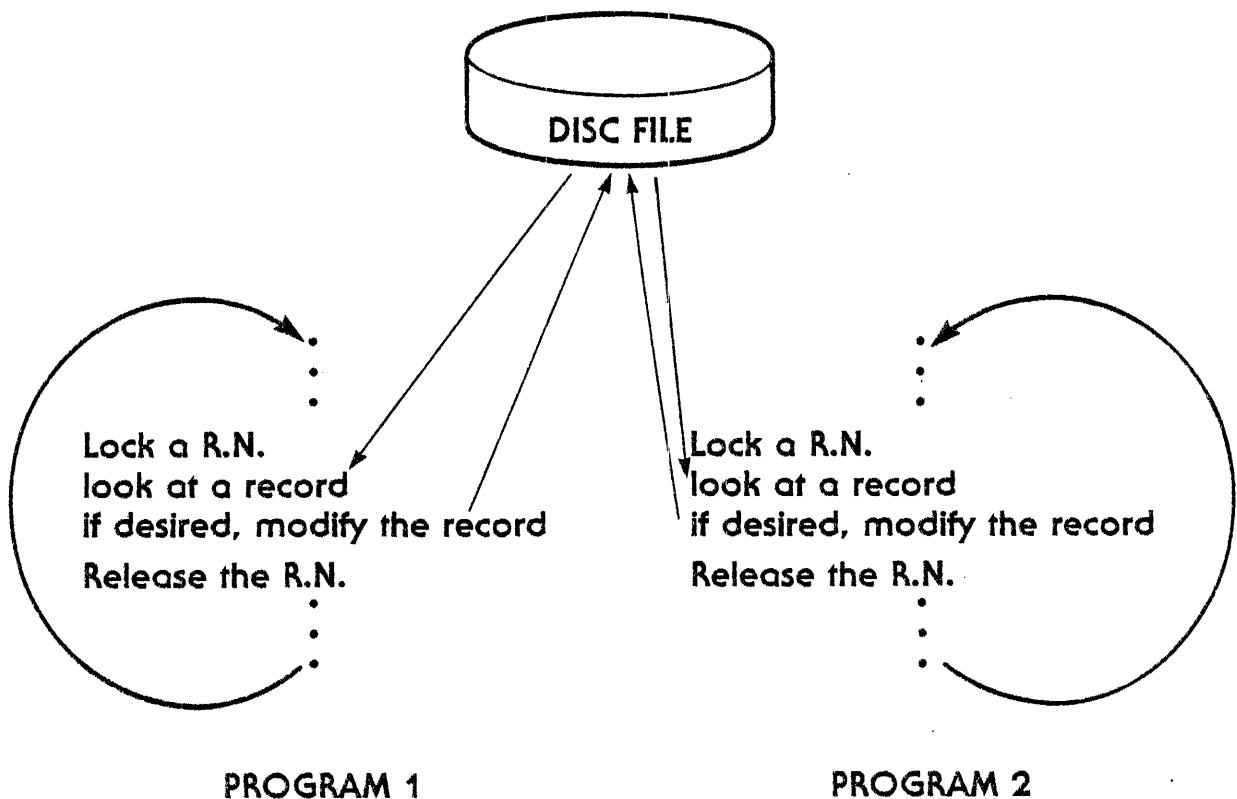 DISC FILE
Lock a R.N.
look at a record
if desired, modify the record
Release the R.N.
PROGRAM 1
Lock a R.N.
look at a record
if desired, modify the record
Release the R.N.
PROGRAM 2